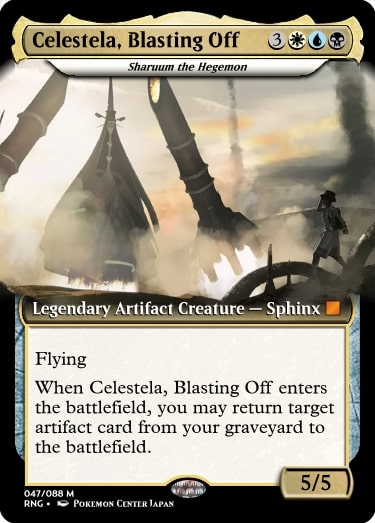 Celestela, Blasting Off 3
Sharuum the Hegemon
Legendary Artifact Creature — Sphinx
Flying
When Celestela, Blasting Off enters
the battlefield, you may return target
artifact card from your graveyard to
the battlefield.
5/5
047/088 M
RNG • Pokemon Center Japan